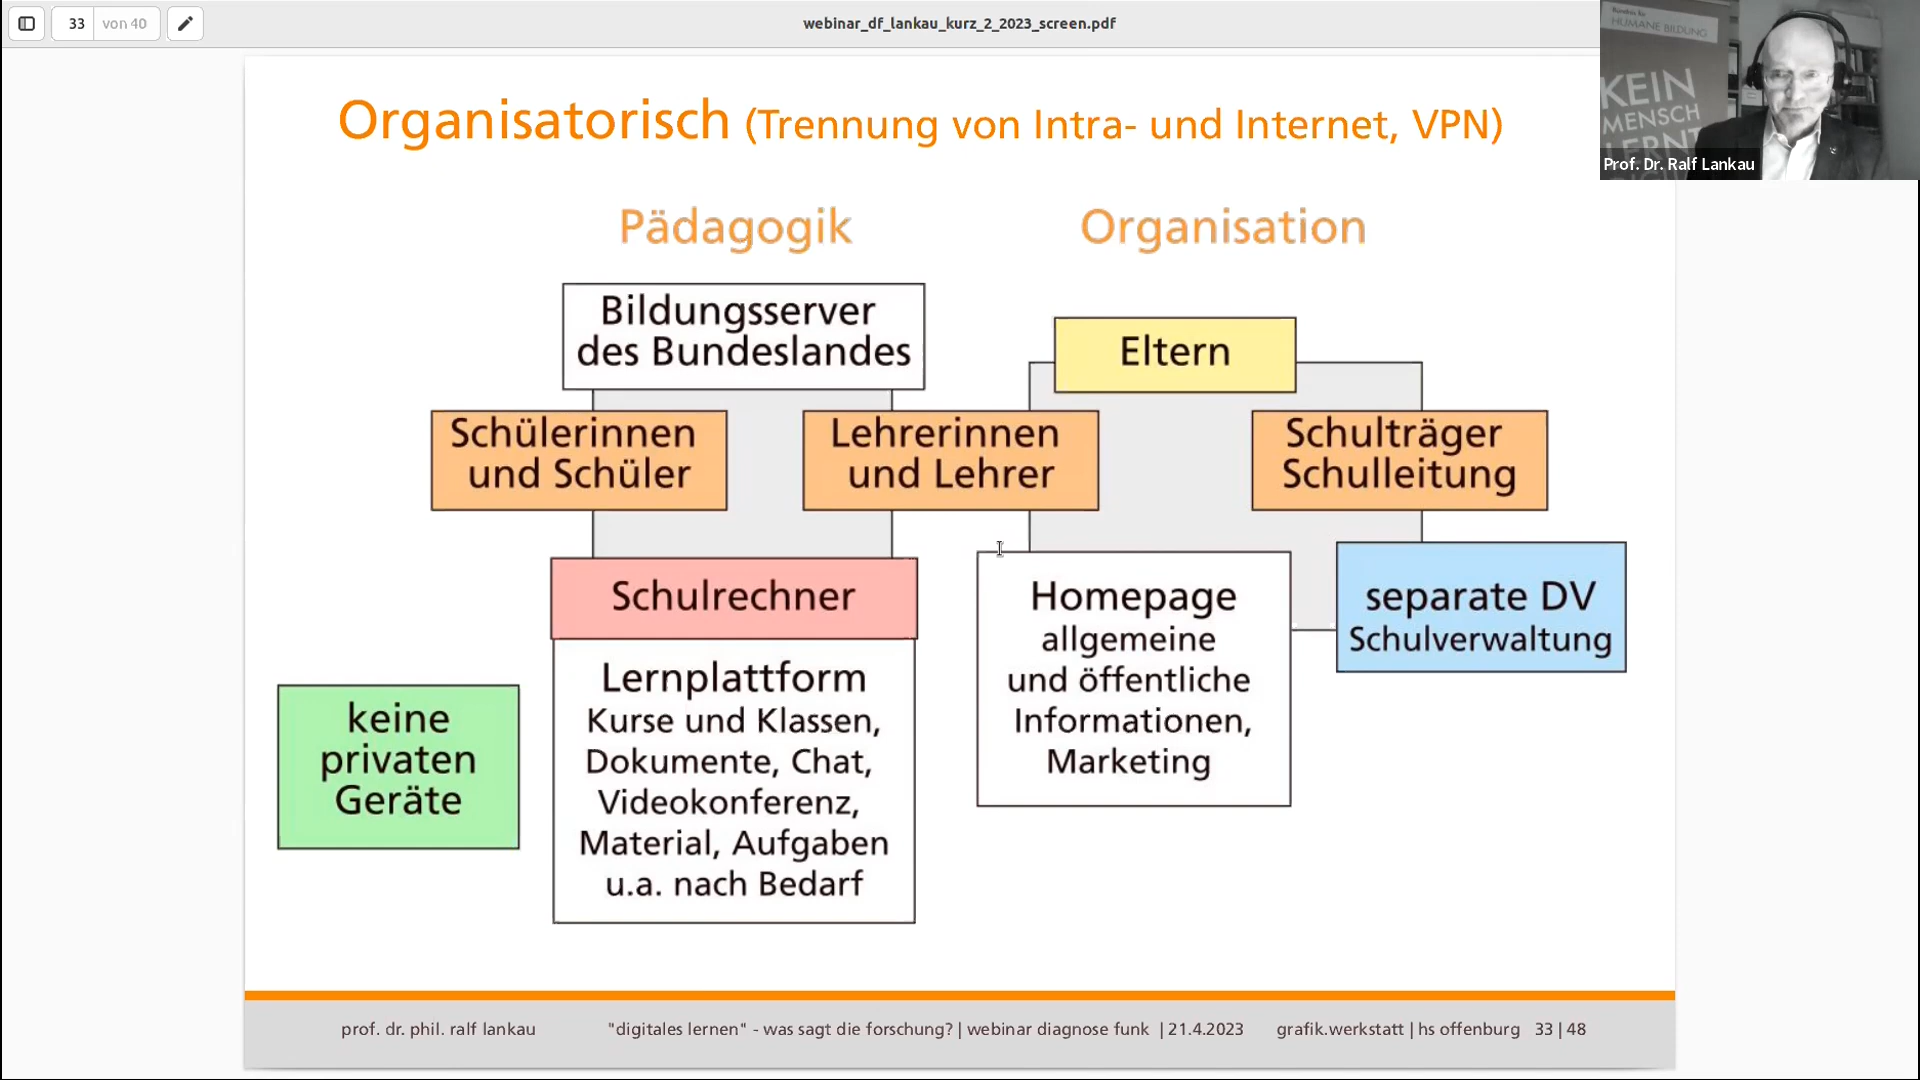 33
von 40
webinar_df_lankau_kurz_2_2023_screen.pdf
HUMANE BILDUNG
KEIN
MENSCH
LERNT
Prof. Dr. Ralf Lankau
Organisatorisch (Trennung von Intra- und Internet, VPN)
Pädagogik
Organisation
Bildungsserver
des Bundeslandes
Eltern
Schülerinnen
und Schüler
Lehrerinnen
und Lehrer
Schulträger
Schulleitung
Schulrechner
Lernplattform
Kurse und Klassen,
Dokumente, Chat,
Videokonferenz,
Material, Aufgaben
u.a. nach Bedarf
keine
privaten
Geräte
Homepage
allgemeine
und öffentliche
Informationen,
Marketing
separate DV
Schulverwaltung
prof. dr. phil. ralf lankau
"digitales lernen" - was sagt die forschung? | webinar diagnose funk | 21.4.2023
grafik.werkstatt | hs offenburg 33 | 48